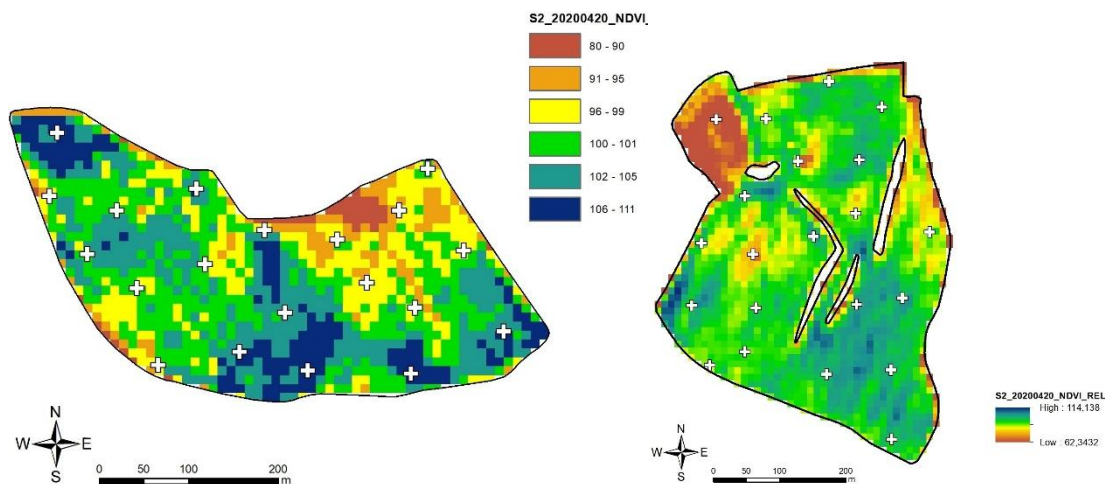 S2_20200420_NDVI_
80 - 90
91 - 95
96 - 99
100 - 101
102 - 105
106 - 111
N
W E
S
0 50 100 200
m
N
W E
S
0 50 100 200
m
S2_20200420_NDVI_REL
High : 114.138
Low : 62,3432